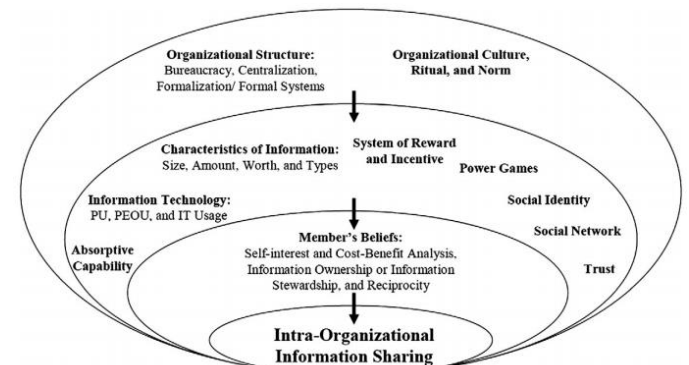 Organizational Structure:
Bureaucracy, Centralization,
Formalization/ Formal Systems
Organizational Culture,
Ritual, and Norm
Characteristics of Information:
Size, Amount, Worth, and Types
System of Reward
and Incentive
Power Games
Information Technology:
PU, PEOU, and IT Usage
Social Identity
Absorptive
Capability
Member's Beliefs:
Self-interest and Cost-Benefit Analysis,
Information Ownership or Information
Stewardship, and Reciprocity
Social Network
Trust
Intra-Organizational
Information Sharing